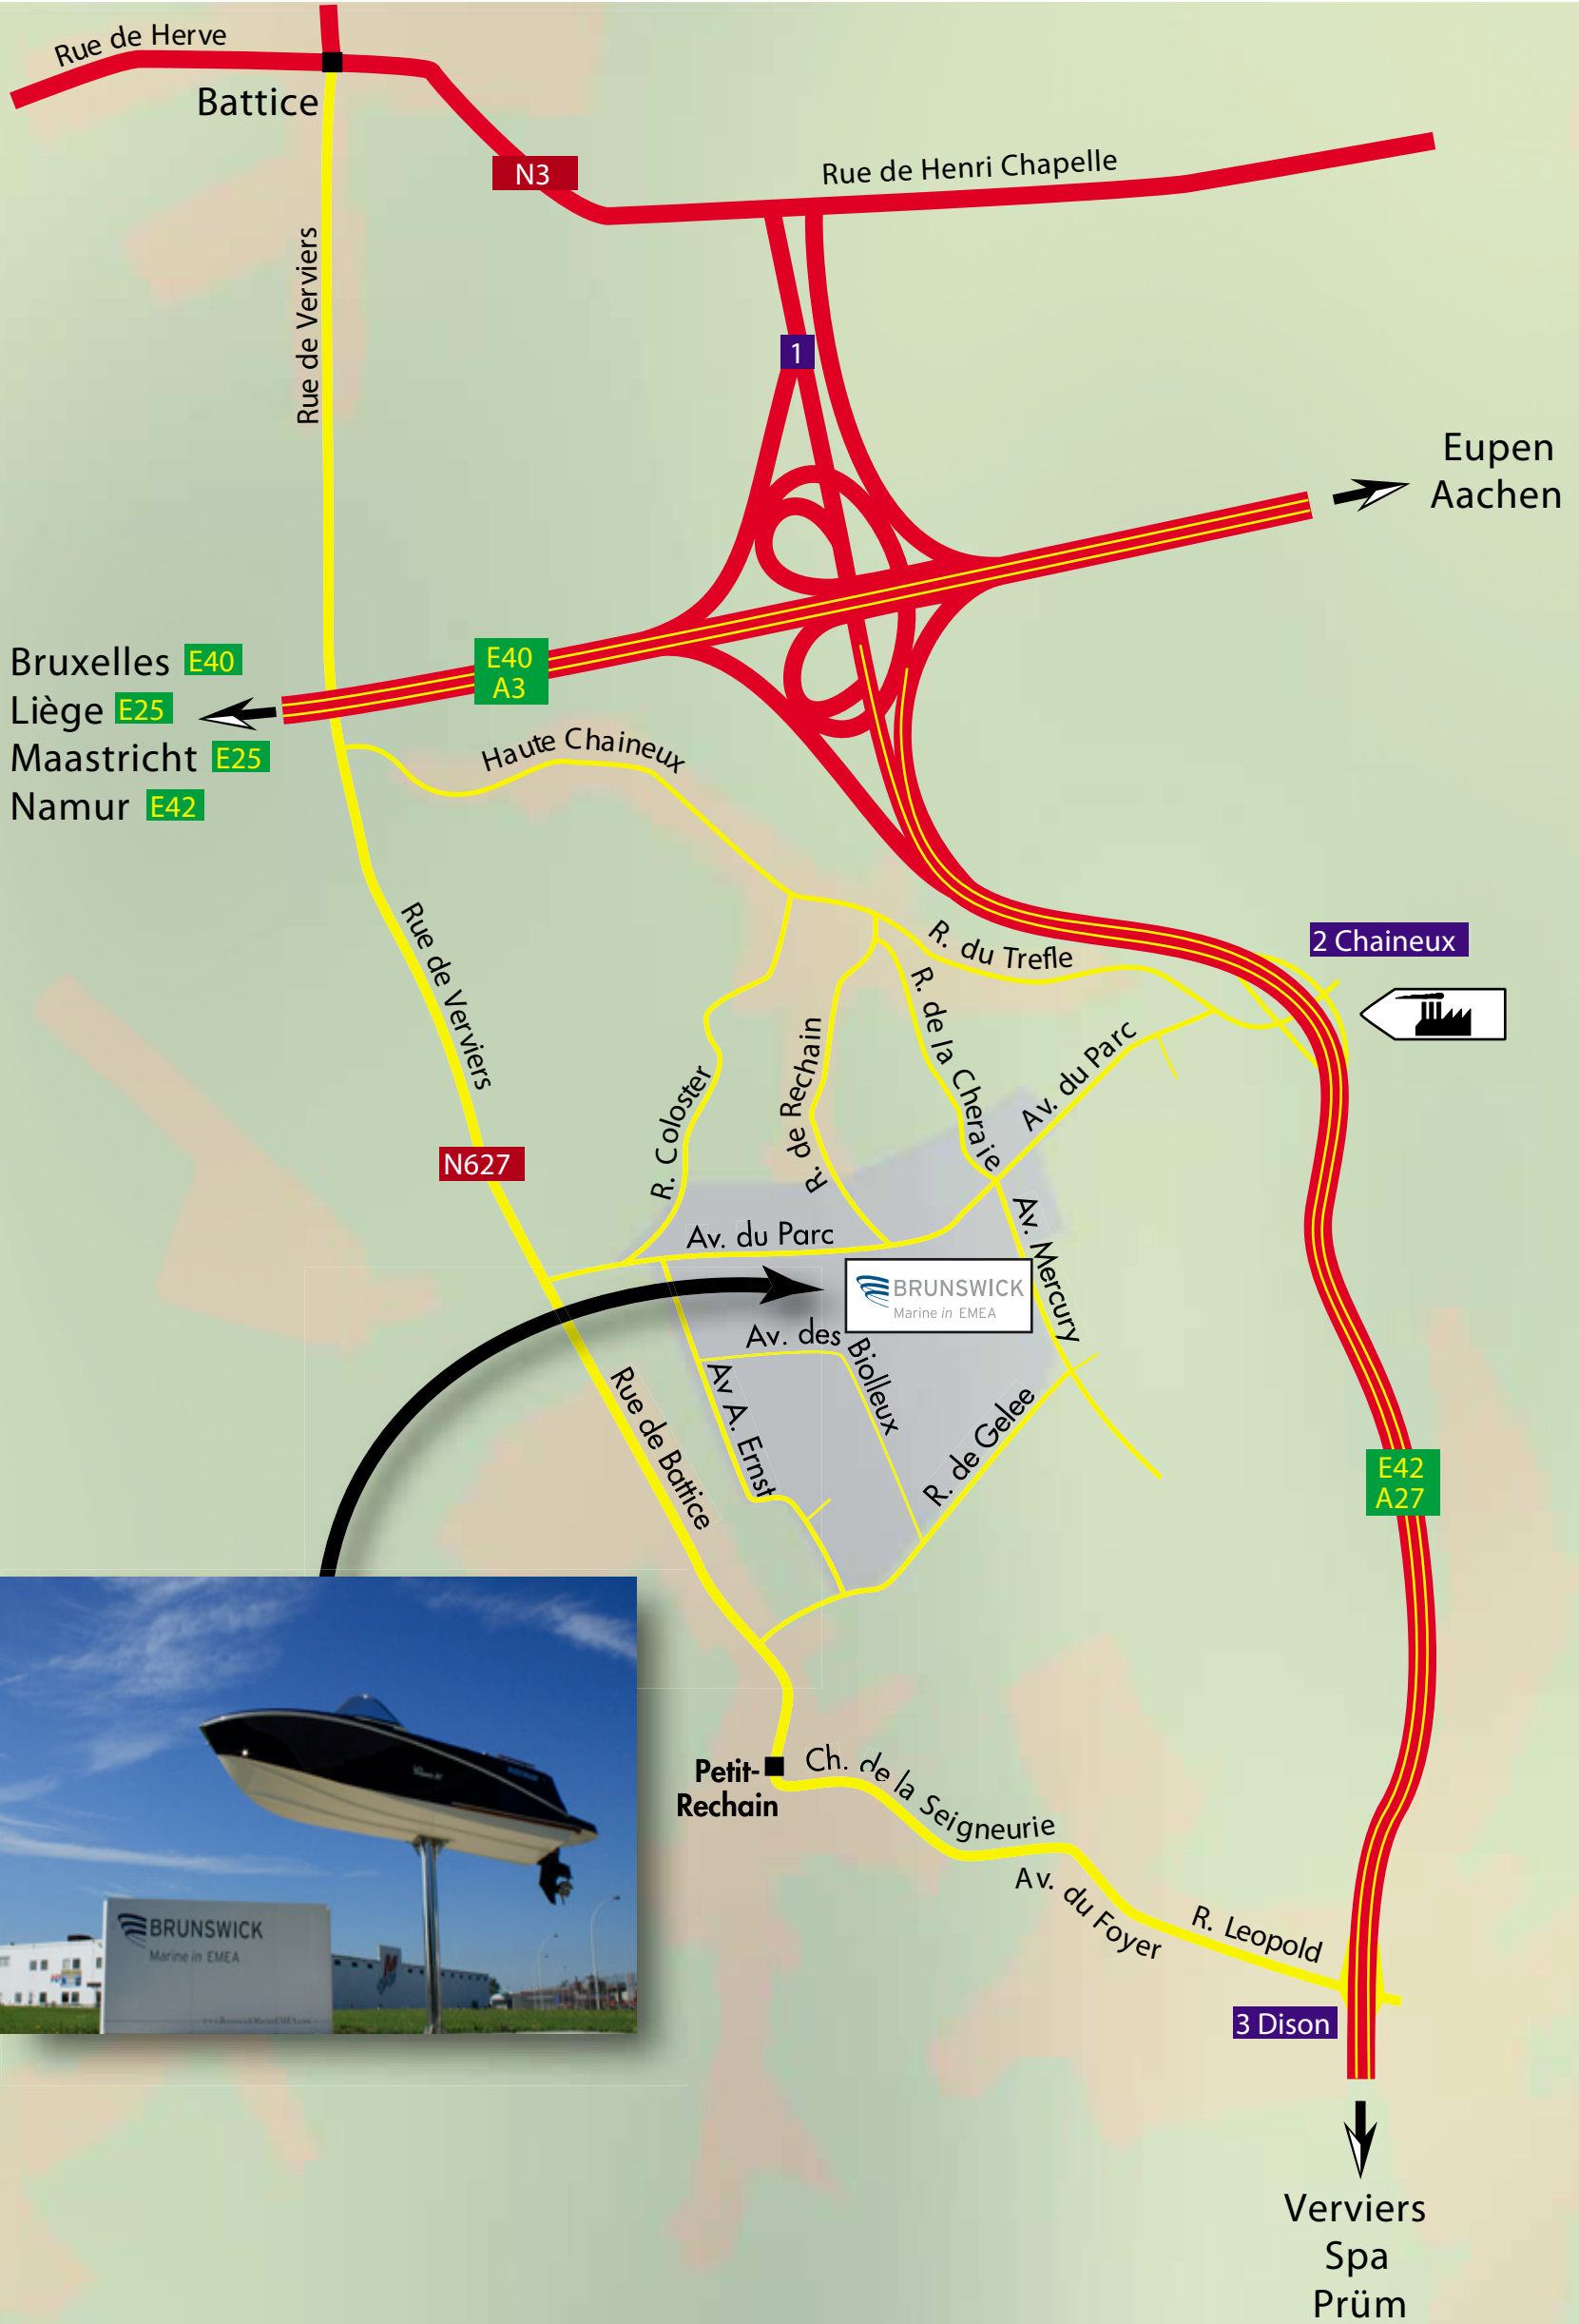 Rue de Herve
Battice
N3
Rue de Henri Chapelle
Rue de Verviers
1
Eupen
Aachen
Bruxelles E40
Liège E25
Maastricht E25
Namur E42
E40
A3
Haute Chaineux
Rue de Verviers
R. du Trefle
2 Chaineux
R. de la Cheraie
R. de Rechain
R. Coloster
Av. du Parc
N627
Av. du Parc
Av. Mercury
BRUNSWICK
Marine in EMEA
Av. des Biolleux
Av A. Ernst
Rue de Battice
R. de Gelee
E42
A27
Petit-
Rechain
Ch. de la Seigneurie
Av. du Foyer
R. Leopold
3 Dison
BRUNSWICK
Marine in EMEA
Verviers
Spa
Prüm